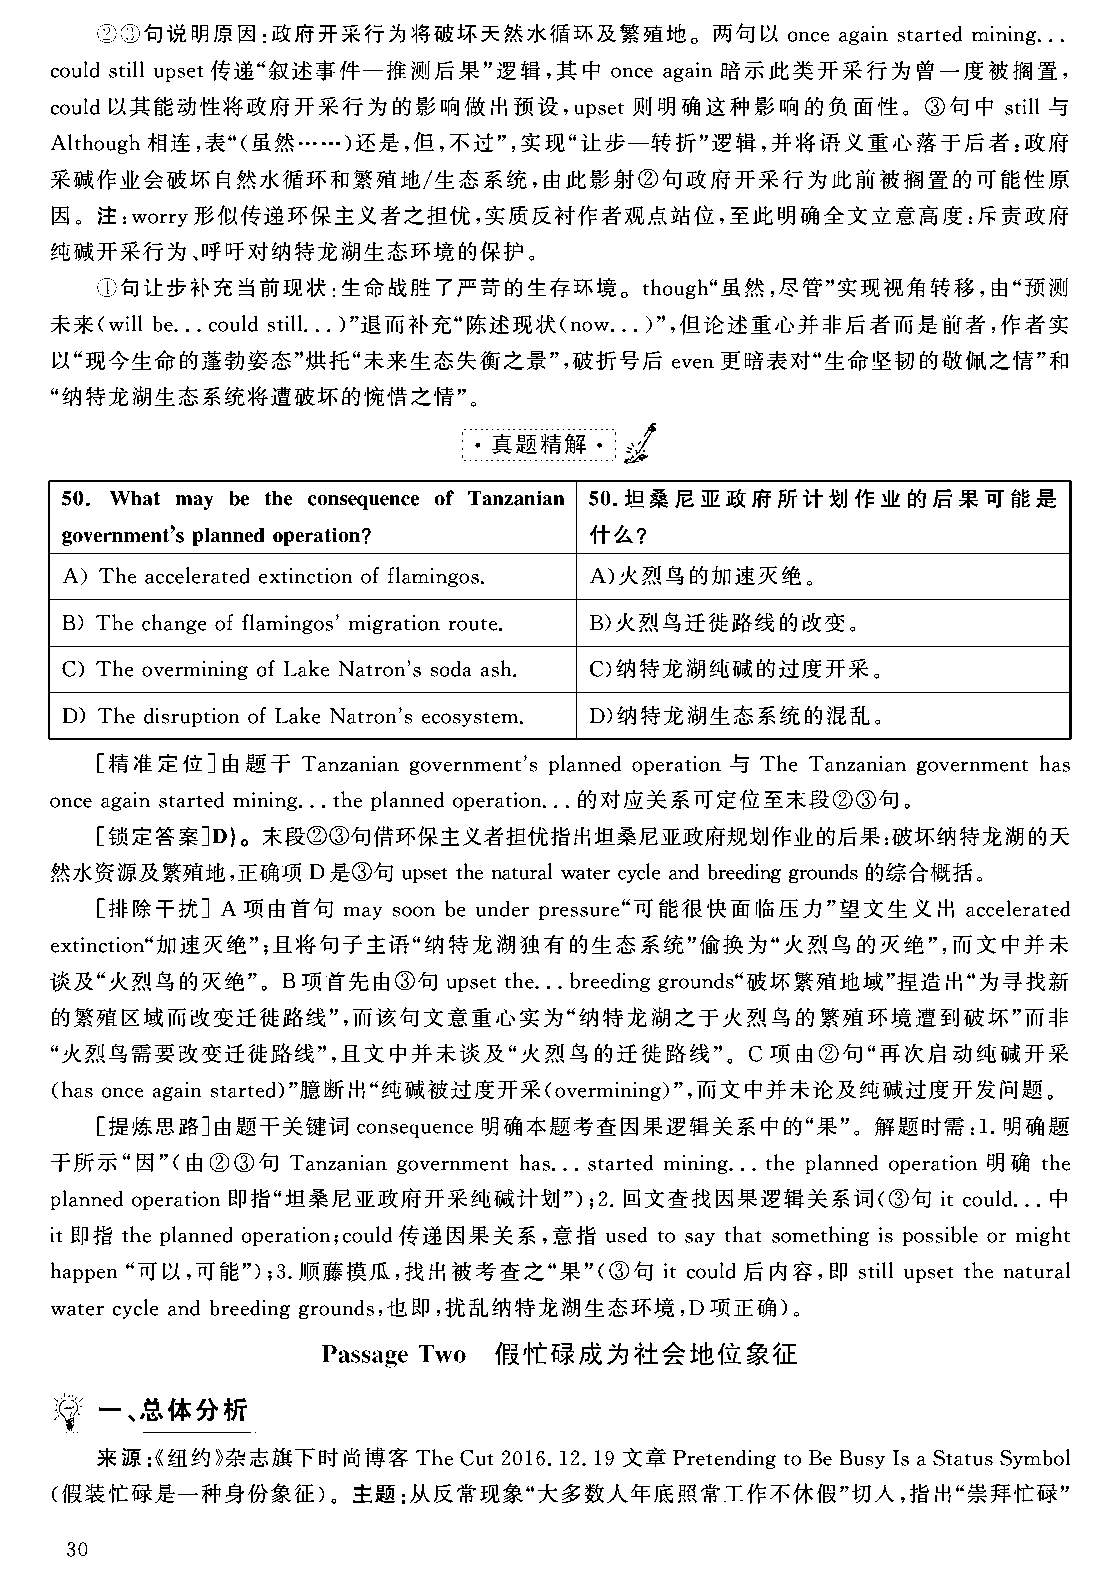 ②③句说明原因:政府开采行为将破坏天然水循环及繁殖地。两句以 once again started mining...
could still upset 传递“叙述事件—推测后果”逻辑,其中 once again 暗示此类开采行为曾一度被搁置,
could 以其能动性将政府开采行为的影响做出预设,upset 则明确这种影响的负面性。③句中 still 与
Although 相连,表“(虽然……)还是,但,不过”,实现“让步—转折”逻辑,并将语义重心落于后者:政府
采碱作业会破坏自然水循环和繁殖地/生态系统,由此影射②句政府开采行为此前被搁置的可能性原
因。注:worry 形似传递环保主义者之担忧,实质反衬作者观点站位,至此明确全文立意高度:斥责政府
纯碱开采行为、呼吁对纳特龙湖生态环境的保护。
①句让步补充当前现状:生命战胜了严苛的生存环境。though“虽然,尽管”实现视角转移,由“预测
未来(will be...could still...)”退而补充“陈述现状(now...)”,但论述重心并非后者而是前者,作者实
以“现今生命的蓬勃姿态”烘托“未来生态失衡之景”,破折号后 even 更暗表对“生命坚韧的敬佩之情”和
“纳特龙湖生态系统将遭破坏的惋惜之情”。
·真题精解·
50. What may be the consequence of Tanzanian
government's planned operation?
50.坦桑尼亚政府所计划作业的后果可能是
什么?
A) The accelerated extinction of flamingos.
A)火烈鸟的加速灭绝。
B) The change of flamingos' migration route.
B)火烈鸟迁徙路线的改变。
C) The overmining of Lake Natron's soda ash.
C)纳特龙湖纯碱的过度开采。
D) The disruption of Lake Natron's ecosystem.
D)纳特龙湖生态系统的混乱。
[精准定位]由题干 Tanzanian government's planned operation 与 The Tanzanian government has
once again started mining...the planned operation...的对应关系可定位至末段②③句。
[锁定答案]D)。末段②③句借环保主义者担忧指出坦桑尼亚政府规划作业的后果:破坏纳特龙湖的天
然水资源及繁殖地,正确项 D 是③句 upset the natural water cycle and breeding grounds 的综合概括。
[排除干扰] A 项由首句 may soon be under pressure“可能很快面临压力”望文生义出 accelerated
extinction“加速灭绝”;且将句子主语“纳特龙湖独有的生态系统”偷换为“火烈鸟的灭绝”,而文中并未
谈及“火烈鸟的灭绝”。B 项首先由③句 upset the...breeding grounds“破坏繁殖地域”捏造出“为寻找新
的繁殖区域而改变迁徙路线”,而该句文意重心实为“纳特龙湖之于火烈鸟的繁殖环境遭到破坏”而非
“火烈鸟需要改变迁徙路线”,且文中并未谈及“火烈鸟的迁徙路线”。C 项由②句“再次启动纯碱开采
(has once again started)”臆断出“纯碱被过度开采(overmining)”,而文中并未论及纯碱过度开发问题。
[提炼思路]由题干关键词 consequence 明确本题考查因果逻辑关系中的“果”。解题时需:1.明确题
干所示“因”(由②③句 Tanzanian government has...started mining...the planned operation 明确 the
planned operation 即指“坦桑尼亚政府开采纯碱计划”);2.回文查找因果逻辑关系词(③句 it could...中
it 即指 the planned operation;could 传递因果关系,意指 used to say that something is possible or might
happen “可以,可能”);3.顺藤摸瓜,找出被考查之“果”(③句 it could 后内容,即 still upset the natural
water cycle and breeding grounds,也即,扰乱纳特龙湖生态环境,D 项正确)。
Passage Two 假忙碌成为社会地位象征
一、总体分析
来源:《纽约》杂志旗下时尚博客 The Cut 2016.12.19 文章 Pretending to Be Busy Is a Status Symbol
(假装忙碌是一种身份象征)。主题:从反常现象“大多数人年底照常工作不休假”切入,指出“崇拜忙碌”
30